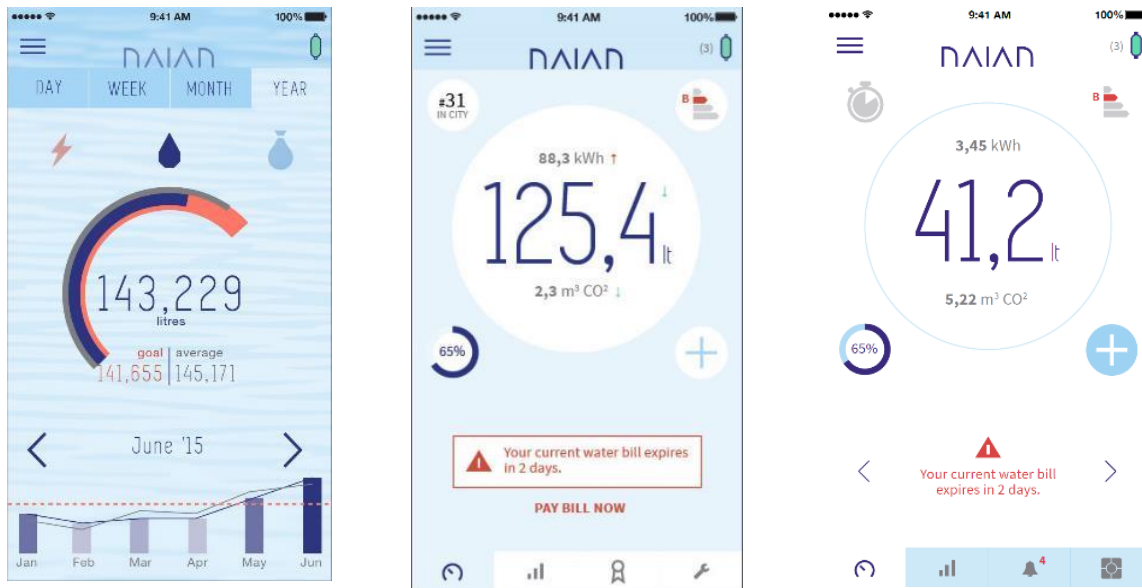 9:41 AM 100%
NAIAD
DAY WEEK MONTH YEAR
143,229
litres
goal average
141,655 145,171
June '15
Jan Feb Mar Apr May Jun
9:41 AM 100%
(3)
NAIAD
#31
IN CITY
B
88,3 kWh ↑
125,4 lt ↓
2,3 m³ CO² ↓
65%
Your current water bill expires
in 2 days.
PAY BILL NOW
9:41 AM 100%
(3)
NAIAD
B
3,45 kWh
41,2 lt
5,22 m³ CO²
65%
Your current water bill
expires in 2 days.
4